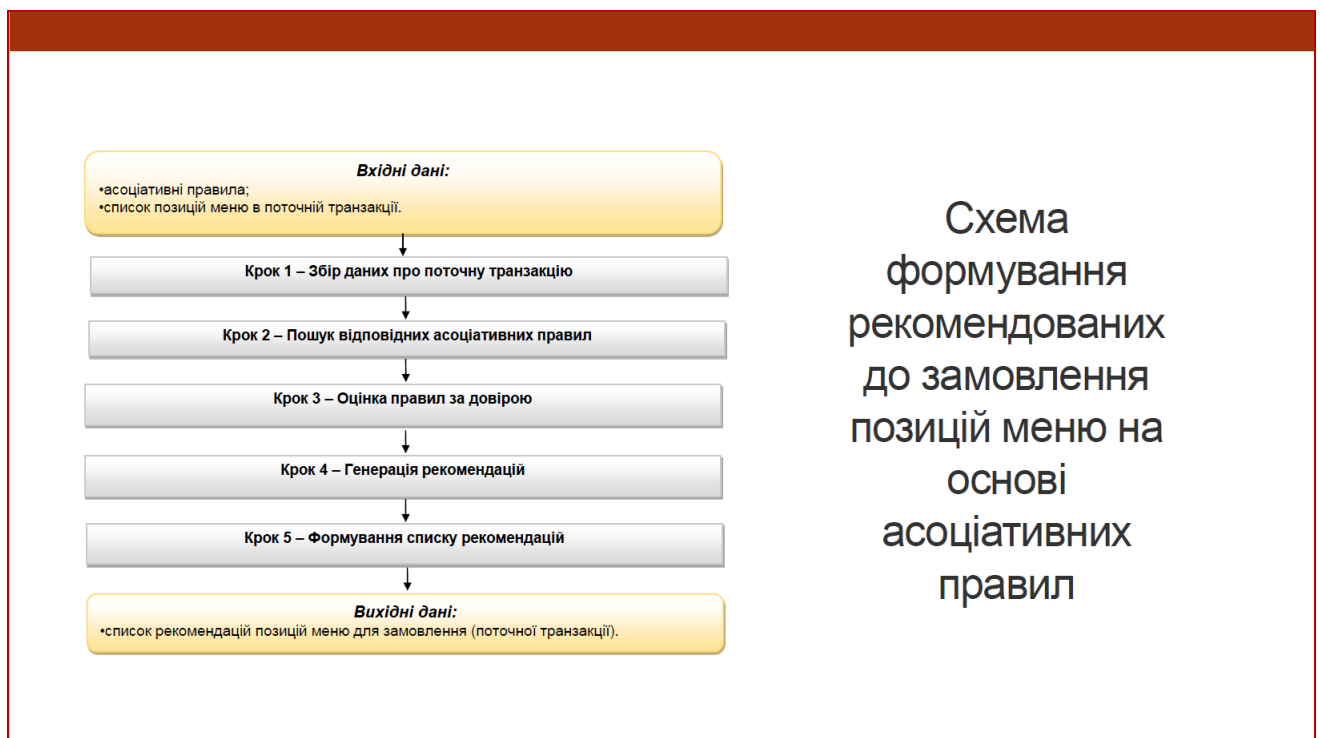 Вхідні дані:
•асоціативні правила;
•список позицій меню в поточній транзакції.
Крок 1 – Збір даних про поточну транзакцію
Крок 2 – Пошук відповідних асоціативних правил
Крок 3 – Оцінка правил за довірою
Крок 4 – Генерація рекомендацій
Крок 5 – Формування списку рекомендацій
Вихідні дані:
•список рекомендацій позицій меню для замовлення (поточної транзакції).
Схема
формування
рекомендованих
до замовлення
позицій меню на
основі
асоціативних
правил